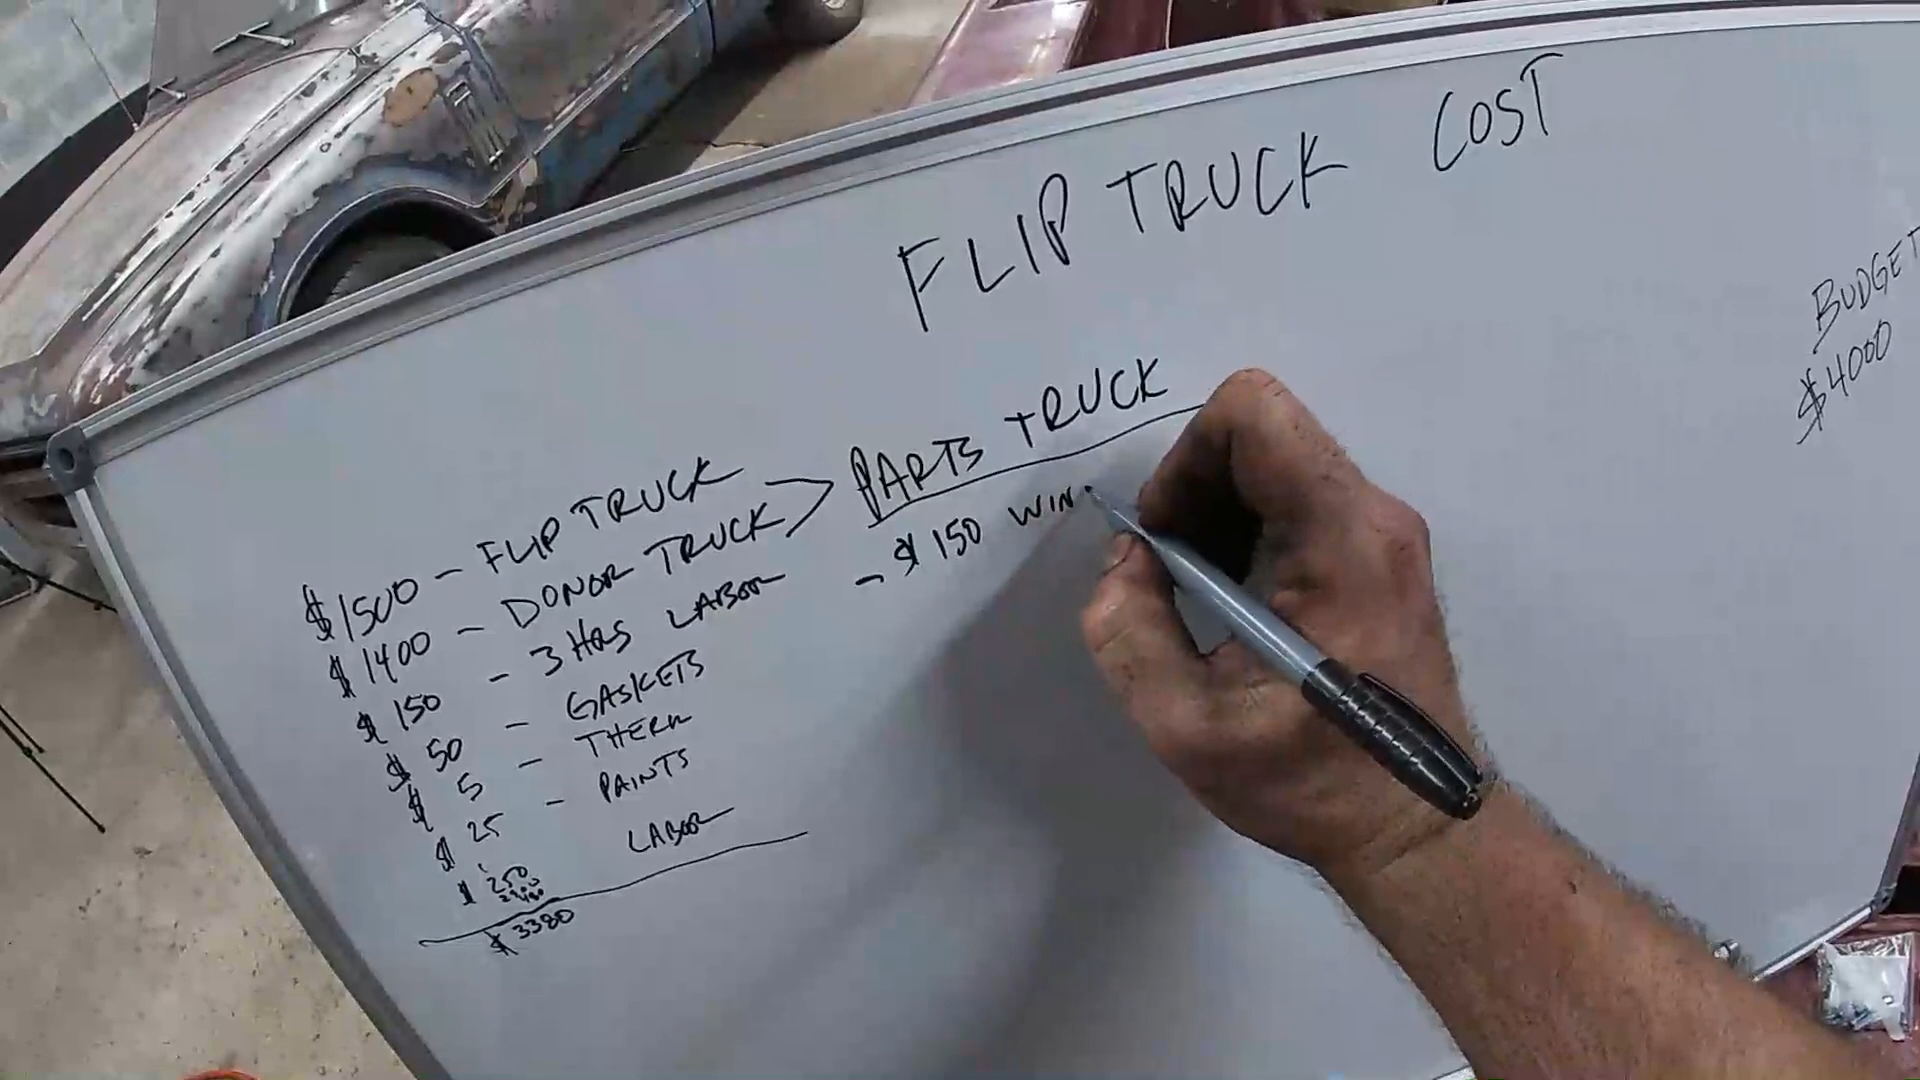 FLIP TRUCK COST
BUDGET
$4000
$1500 - FLIP TRUCK
$1400 - DONOR TRUCK >
$150 - 3 HRS LABOR
$50 - GASKETS
$5 - THERM
$25 - PAINTS
$250 LABOR
$3380
PARTS TRUCK
- $150 WIN